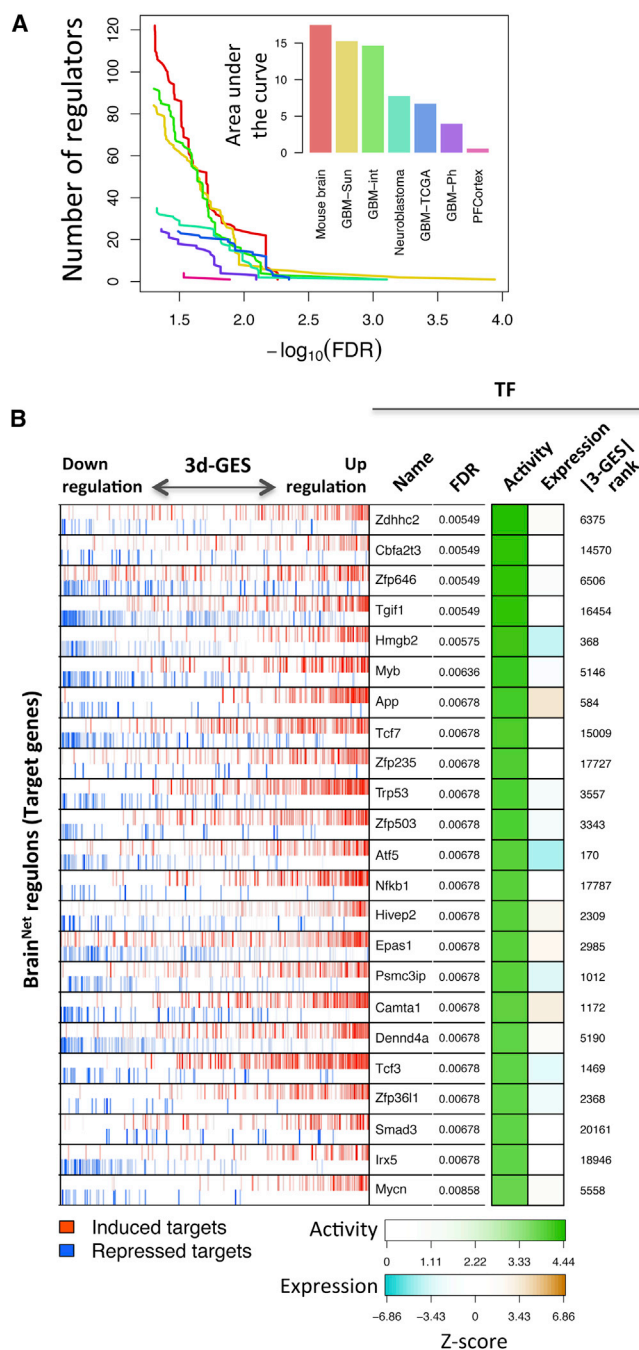 A
Number of regulators
120
100
80
60
40
20
0
1.5 2.0 2.5 3.0 3.5 4.0
−log10(FDR)
Area under
the curve
15
10
5
0
Mouse brain
GBM−Sun
GBM−int
Neuroblastoma
GBM−TCGA
GBM−Ph
PFCortex
TF
B
Down
regulation
3d-GES
Up
regulation
Name FDR Activity Expression |3-GES| rank
BrainNet regulons (Target genes)
Zdhhc2 0.00549 6375
Cbfa2t3 0.00549 14570
Zfp646 0.00549 6506
Tgif1 0.00549 16454
Hmgb2 0.00575 368
Myb 0.00636 5146
App 0.00678 584
Tcf7 0.00678 15009
Zfp235 0.00678 17727
Trp53 0.00678 3557
Zfp503 0.00678 3343
Atf5 0.00678 170
Nfkb1 0.00678 17787
Hivep2 0.00678 2309
Epas1 0.00678 2985
Psmc3ip 0.00678 1012
Camta1 0.00678 1172
Dennd4a 0.00678 5190
Tcf3 0.00678 1469
Zfp36l1 0.00678 2368
Smad3 0.00678 20161
Irx5 0.00678 18946
Mycn 0.00858 5558
Induced targets
Repressed targets
Activity
0 1.11 2.22 3.33 4.44
Expression
−6.86 −3.43 0 3.43 6.86
Z-score